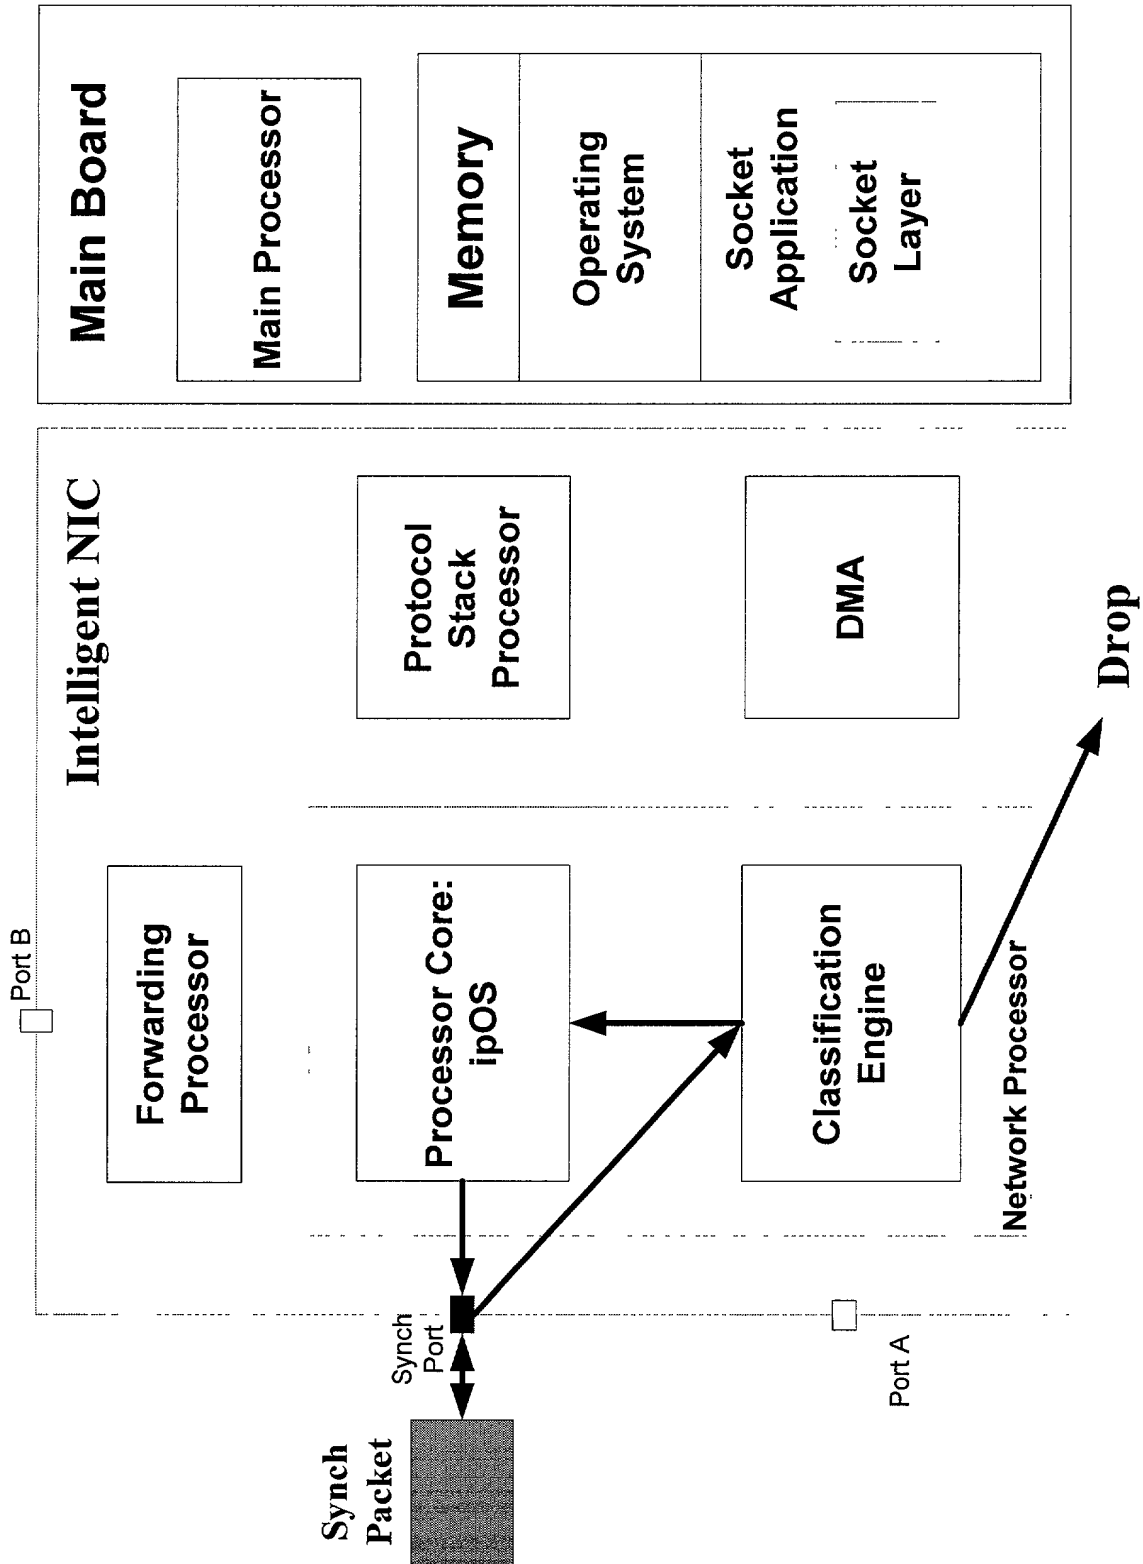 Main Board
Main Processor
Memory
Operating
System
Socket
Application
Socket
Layer
Intelligent NIC
Protocol
Stack
Processor
DMA
Port B
Forwarding
Processor
Processor Core:
ipOS
Classification
Engine
Network Processor
Drop
Synch
Port
Port A
Synch
Packet